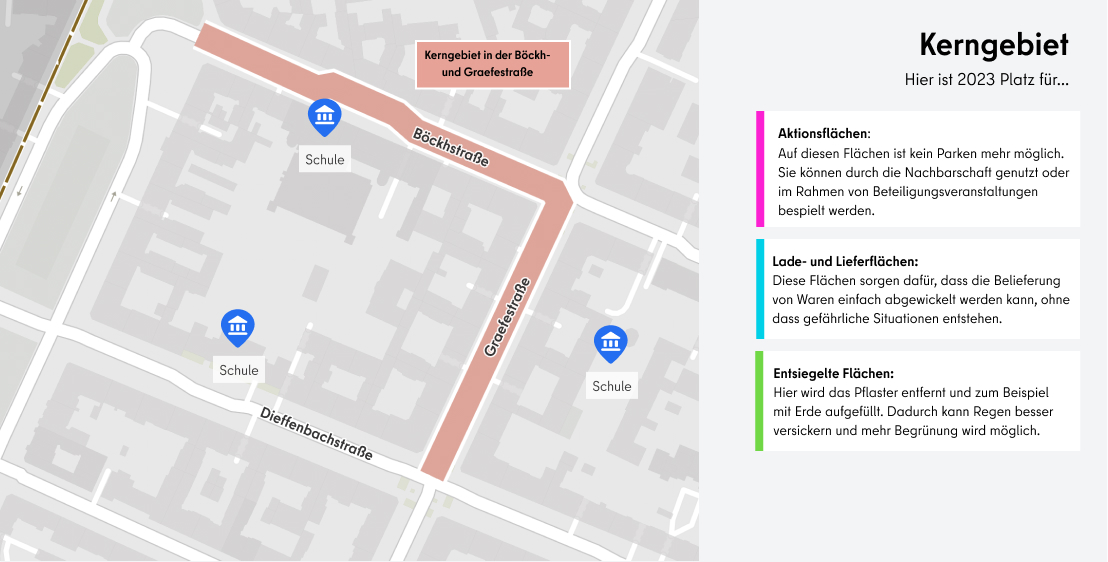 Kerngebiet in der Böckh-
und Graefestraße
Böckhstraße
Schule
Graefestraße
Schule
Schule
Dieffenbachstraße
Kerngebiet
Hier ist 2023 Platz für...
Aktionsflächen:
Auf diesen Flächen ist kein Parken mehr möglich.
Sie können durch die Nachbarschaft genutzt oder
im Rahmen von Beteiligungsveranstaltungen
bespielt werden.
Lade- und Lieferflächen:
Diese Flächen sorgen dafür, dass die Belieferung
von Waren einfach abgewickelt werden kann, ohne
dass gefährliche Situationen entstehen.
Entsiegelte Flächen:
Hier wird das Pflaster entfernt und zum Beispiel
mit Erde aufgefüllt. Dadurch kann Regen besser
versickern und mehr Begrünung wird möglich.